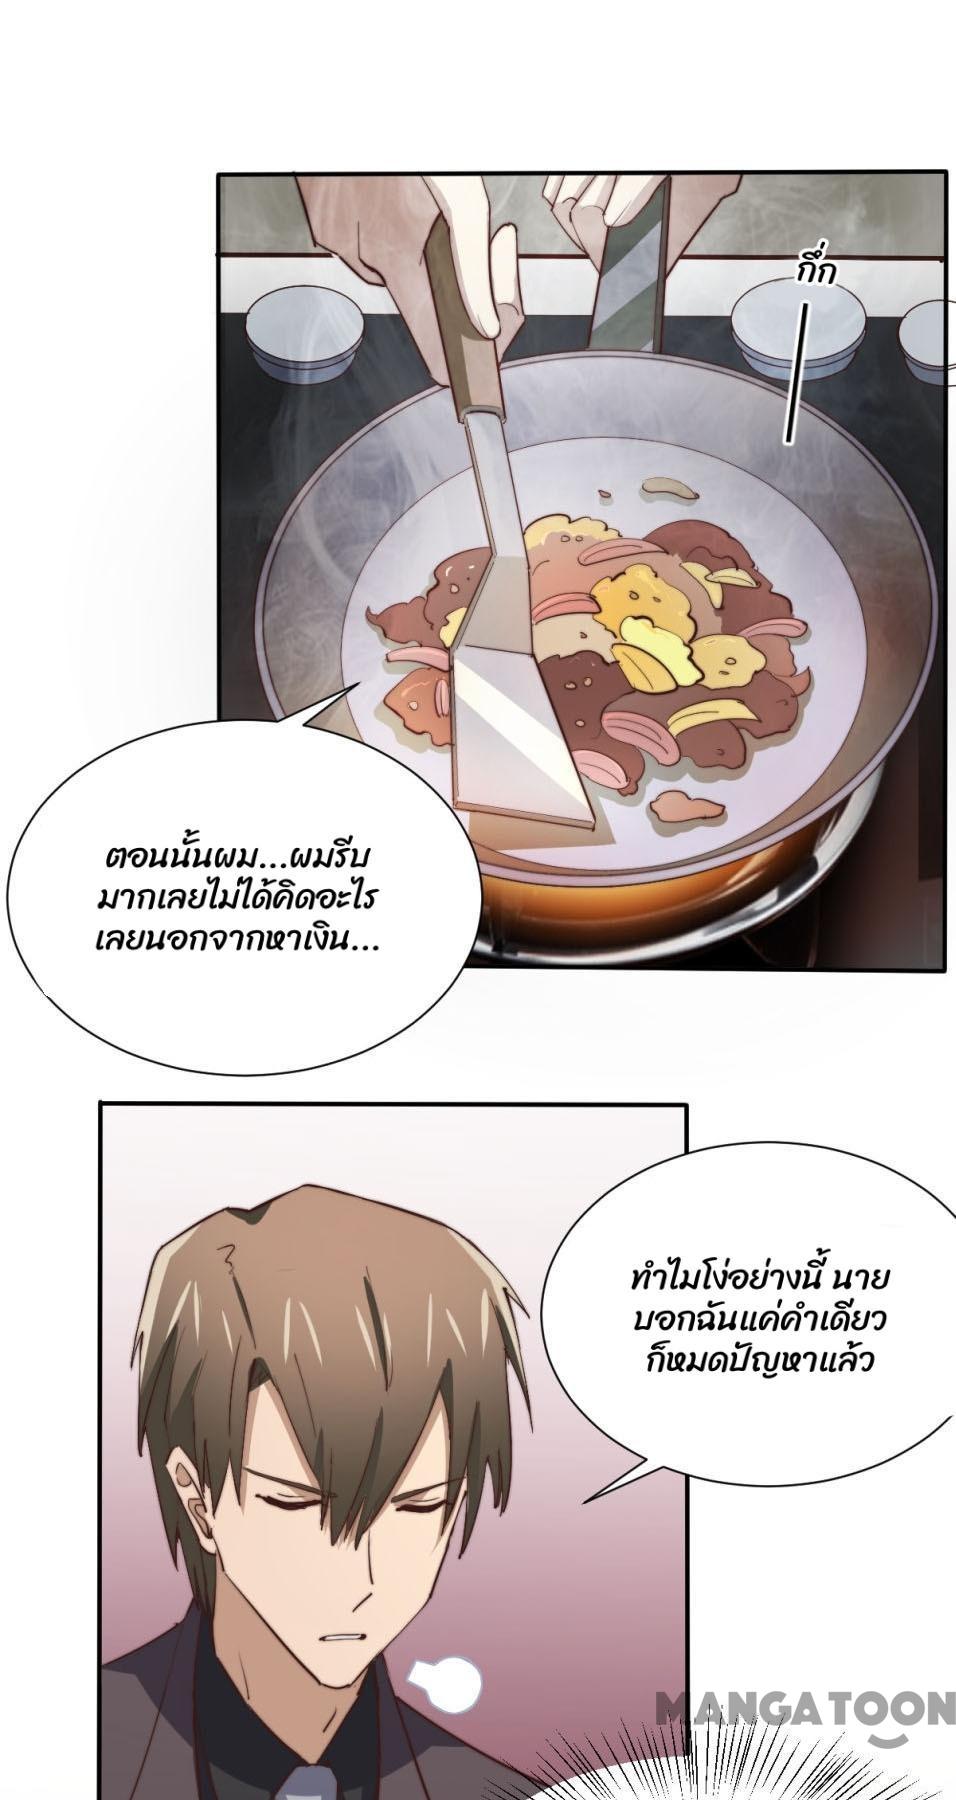 กึ่ก
ตอนนั้นผม...ผมรีบ
มากเลยไม่ได้คิดอะไร
เลยนอกจากหาเงิน...
ทำไมโง่อย่างนี้ นาย
บอกฉันแค่คำเดียว
ก็หมดปัญหาแล้ว
MANGATOON